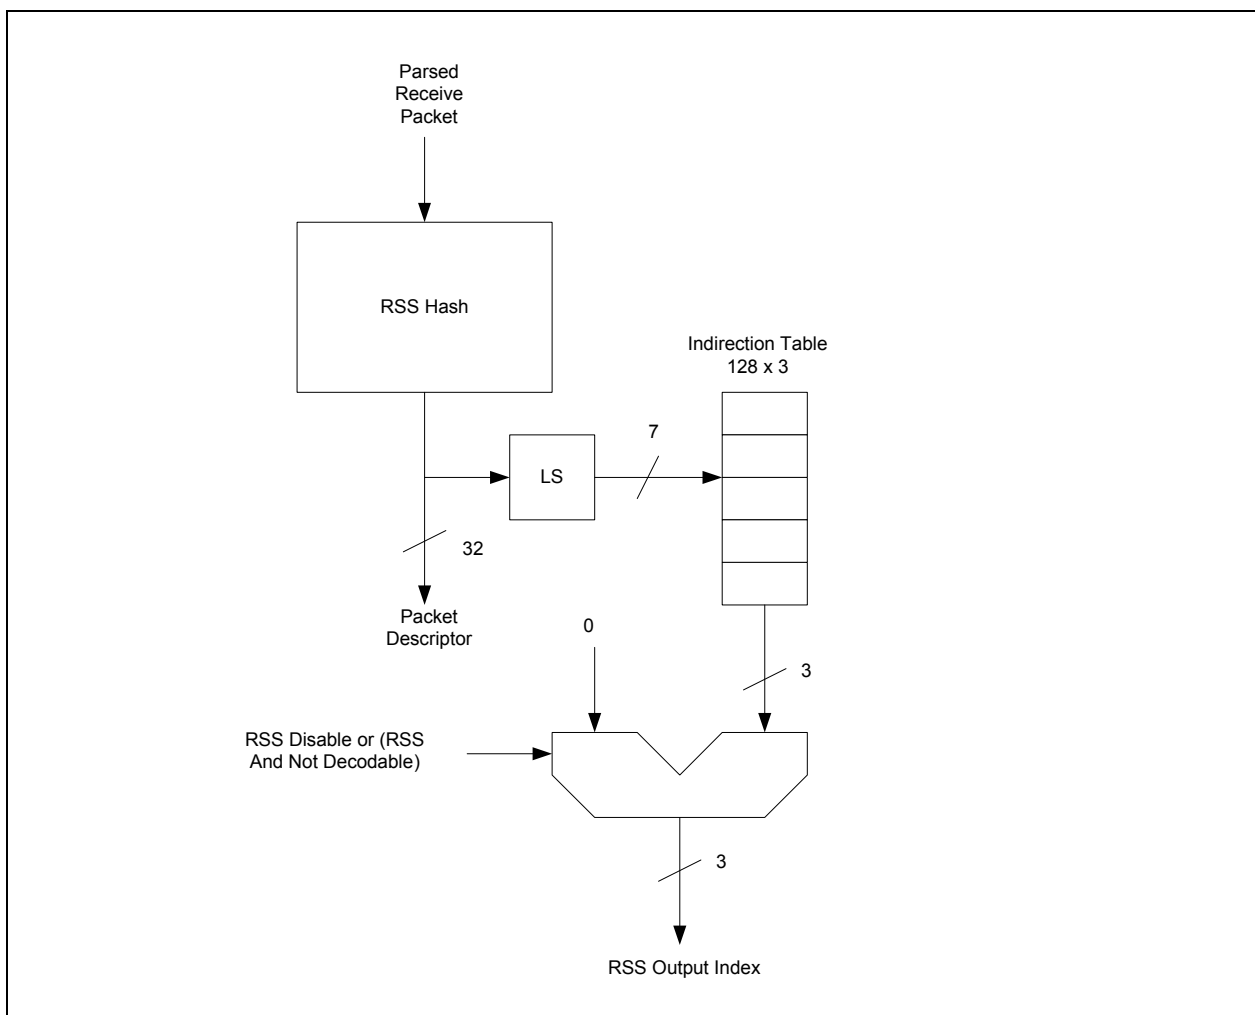 Parsed
Receive
Packet
RSS Hash
Indirection Table
128 x 3
7
LS
32
Packet
Descriptor
0
3
RSS Disable or (RSS
And Not Decodable)
3
RSS Output Index